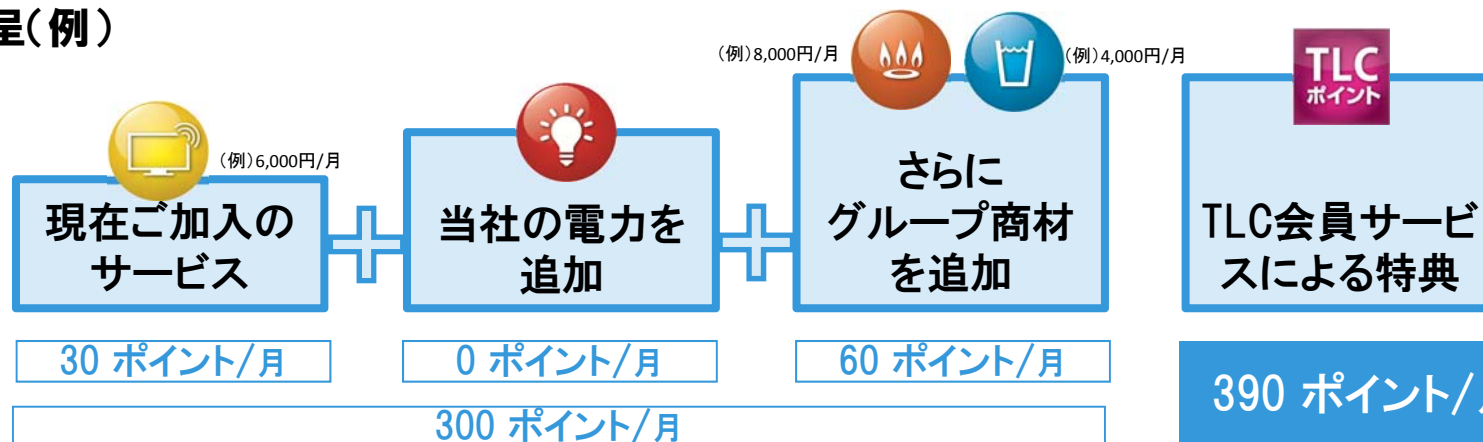 呈(例)
(例)8,000円/月
(例)4,000円/月
TLC
ポイント
(例)6,000円/月
現在ご加入の
サービス
当社の電力を
追加
さらに
グループ商材
を追加
TLC会員サービ
スによる特典
30 ポイント/月
0 ポイント/月
60 ポイント/月
390 ポイント/月
300 ポイント/月